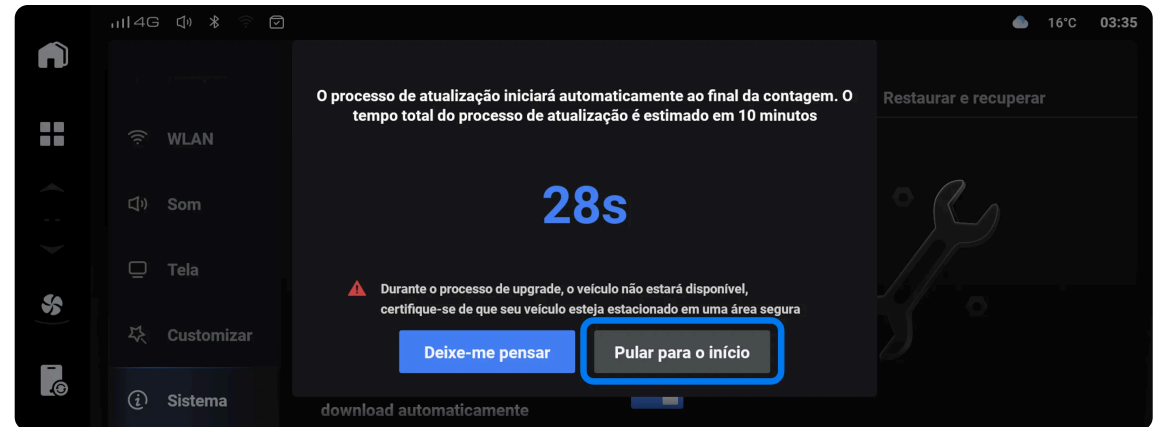 4G
16°C 03:35
O processo de atualização iniciará automaticamente ao final da contagem. O
tempo total do processo de atualização é estimado em 10 minutos
Restaurar e recuperar
WLAN
28s
Som
Tela
Durante o processo de upgrade, o veículo não estará disponível,
certifique-se de que seu veículo esteja estacionado em uma área segura
Customizar
Deixe-me pensar
Pular para o início
Sistema
download automaticamente